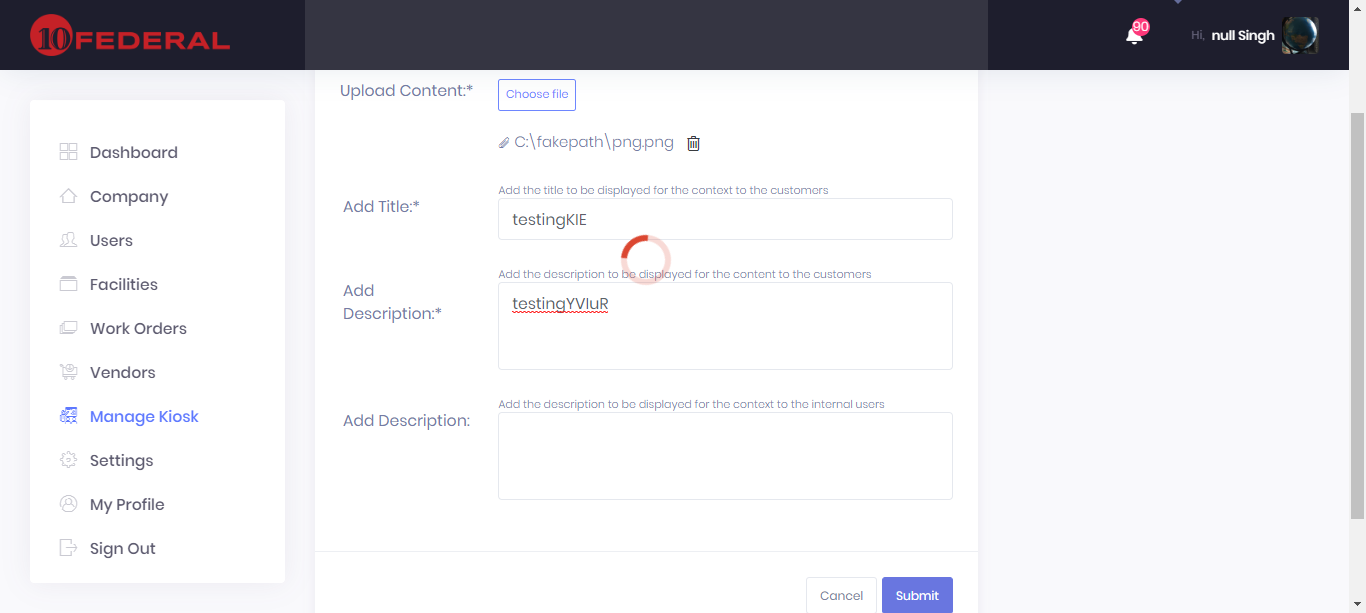 10 FEDERAL
90
Hi, null Singh
Dashboard
Company
Users
Facilities
Work Orders
Vendors
Manage Kiosk
Settings
My Profile
Sign Out
Upload Content:*
Choose file
C:\fakepath\png.png
Add the title to be displayed for the context to the customers
Add Title:*
testingKIE
Add the description to be displayed for the content to the customers
Add
Description:*
testingYVIuR
Add the description to be displayed for the context to the internal users
Add Description:
Cancel
Submit